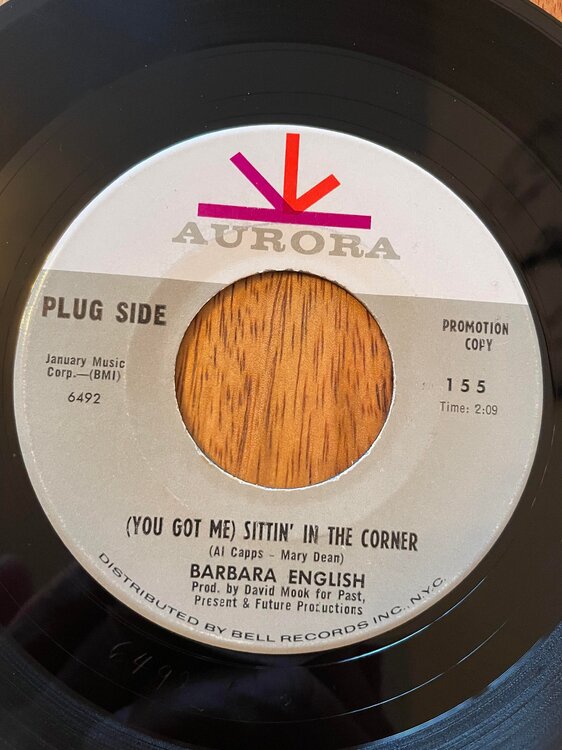 AURORA
PLUG SIDE
PROMOTION
COPY
January Music
Corp.—(BMI)
6492
155
Time: 2:09
(YOU GOT ME) SITTIN' IN THE CORNER
(Al Capps - Mary Dean)
BARBARA ENGLISH
Prod. by David Mook for Past,
Present & Future Productions
DISTRIBUTED BY BELL RECORDS INC., N.Y.C.